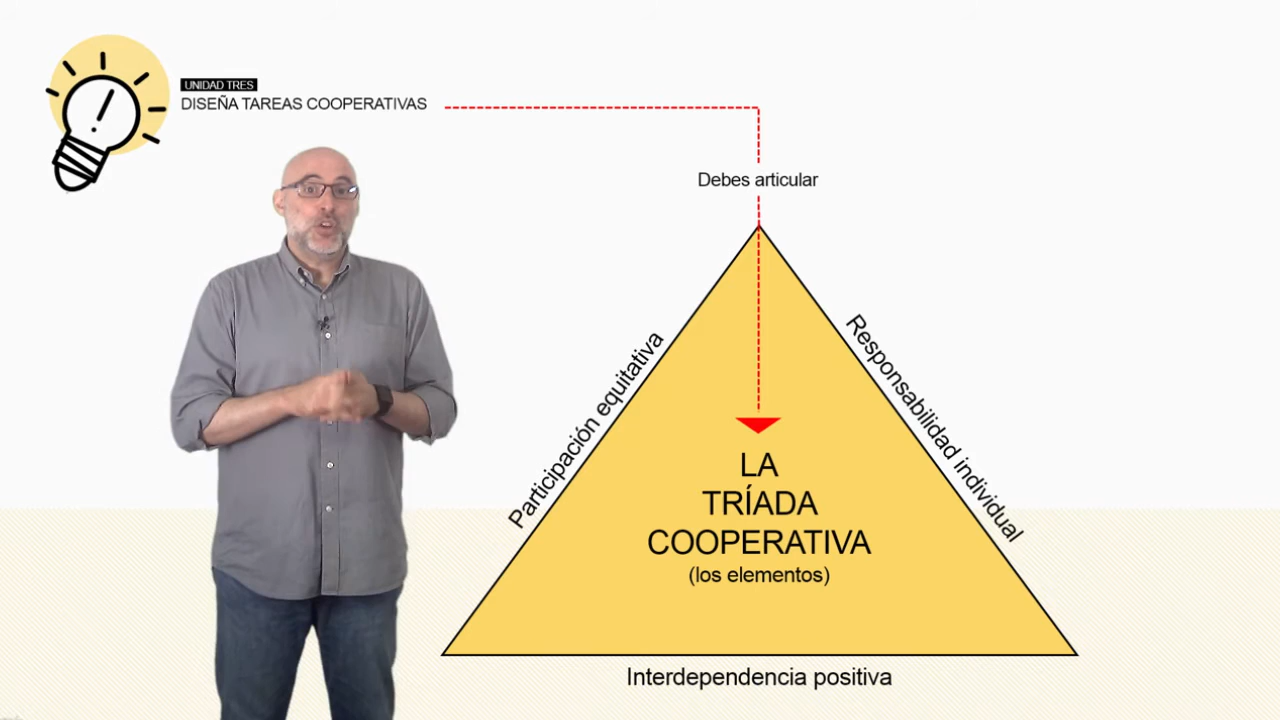 UNIDAD TRES
DISEÑA TAREAS COOPERATIVAS
Debes articular
Participación equitativa
Responsabilidad individual
LA
TRÍADA
COOPERATIVA
(los elementos)
Interdependencia positiva